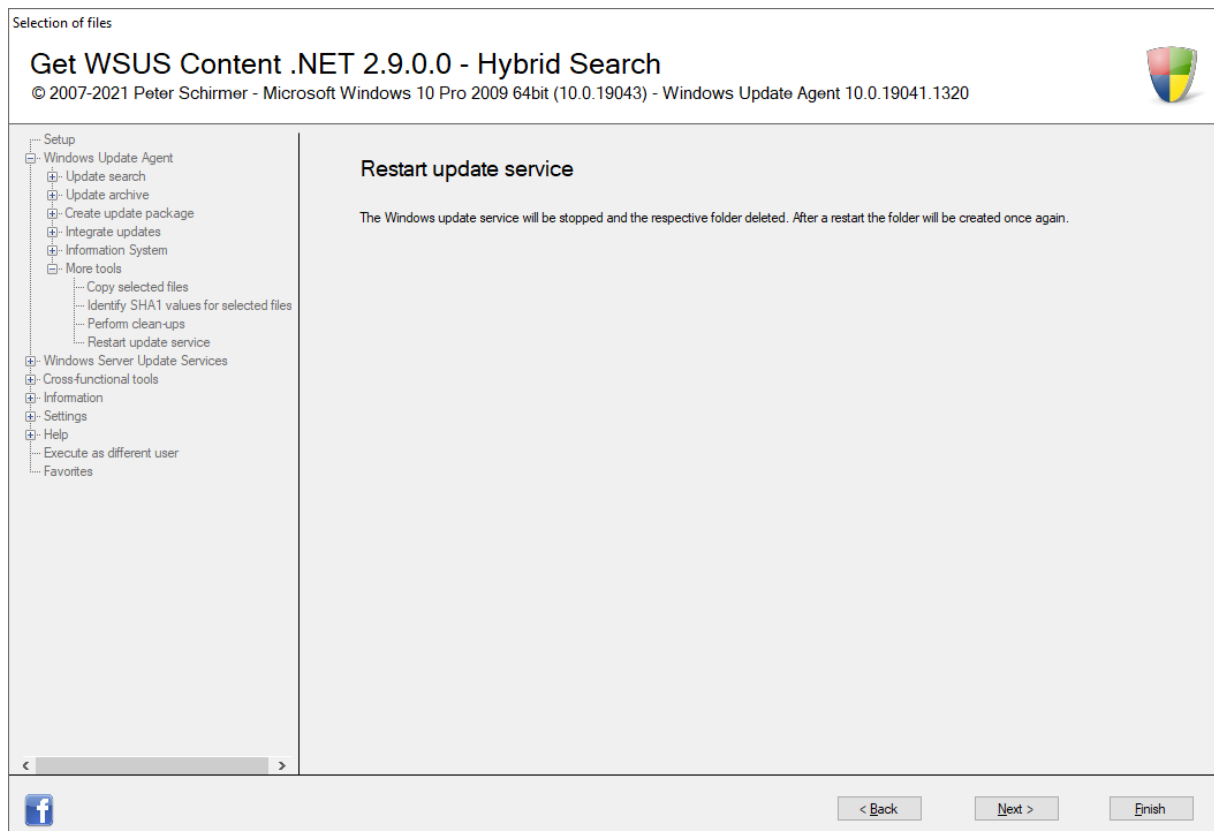 Selection of files
Get WSUS Content .NET 2.9.0.0 - Hybrid Search
© 2007-2021 Peter Schirmer - Microsoft Windows 10 Pro 2009 64bit (10.0.19043) - Windows Update Agent 10.0.19041.1320
Setup
Windows Update Agent
Update search
Update archive
Create update package
Integrate updates
Information System
More tools
Copy selected files
Identify SHA1 values for selected files
Perform clean-ups
Restart update service
Windows Server Update Services
Cross-functional tools
Information
Settings
Help
Execute as different user
Favorites
Restart update service
The Windows update service will be stopped and the respective folder deleted. After a restart the folder will be created once again.
< Back
Next >
Finish